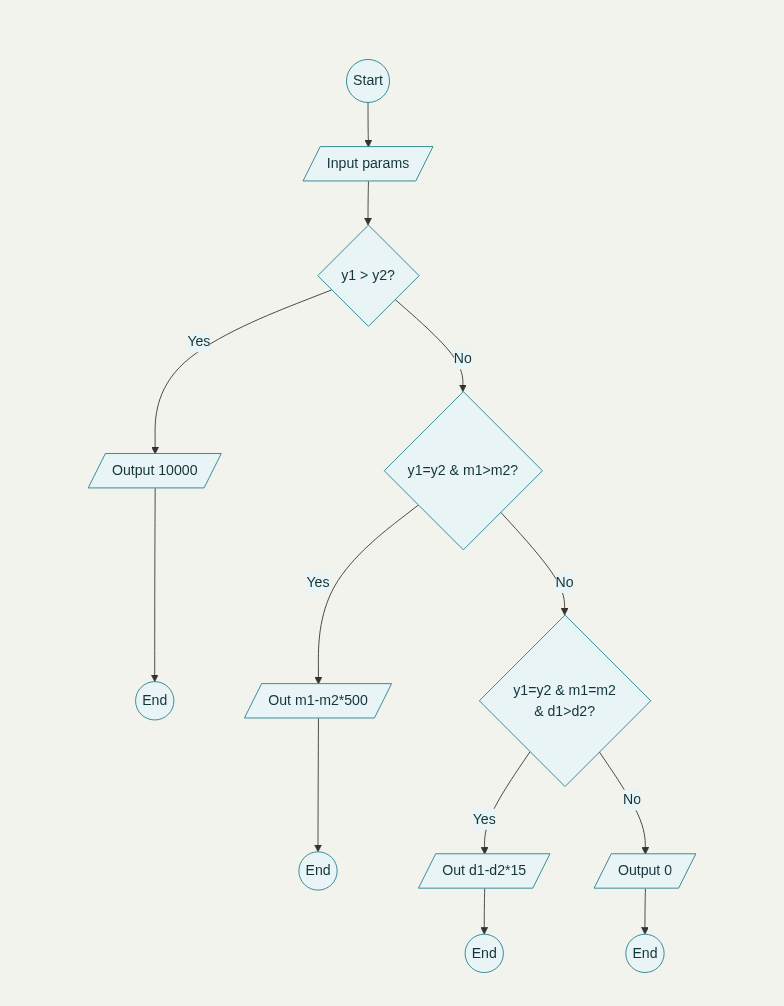 Start
Input params
y1 > y2?
Yes
No
Output 10000
y1=y2 & m1>m2?
Yes
No
End
Out m1-m2*500
y1=y2 & m1=m2
& d1>d2?
Yes
No
End
Out d1-d2*15
Output 0
End
End